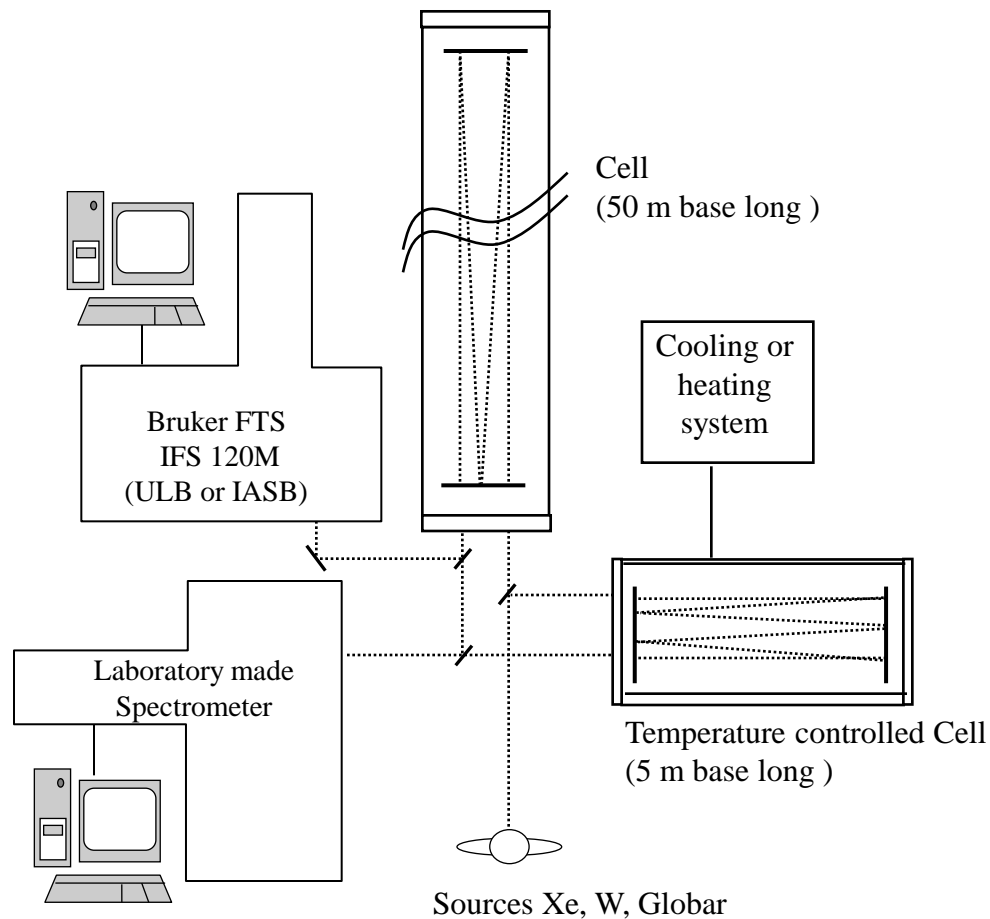 Cell
(50 m base long )
Bruker FTS
IFS 120M
(ULB or IASB)
Cooling or
heating
system
Laboratory made
Spectrometer
Temperature controlled Cell
(5 m base long )
Sources Xe, W, Globar